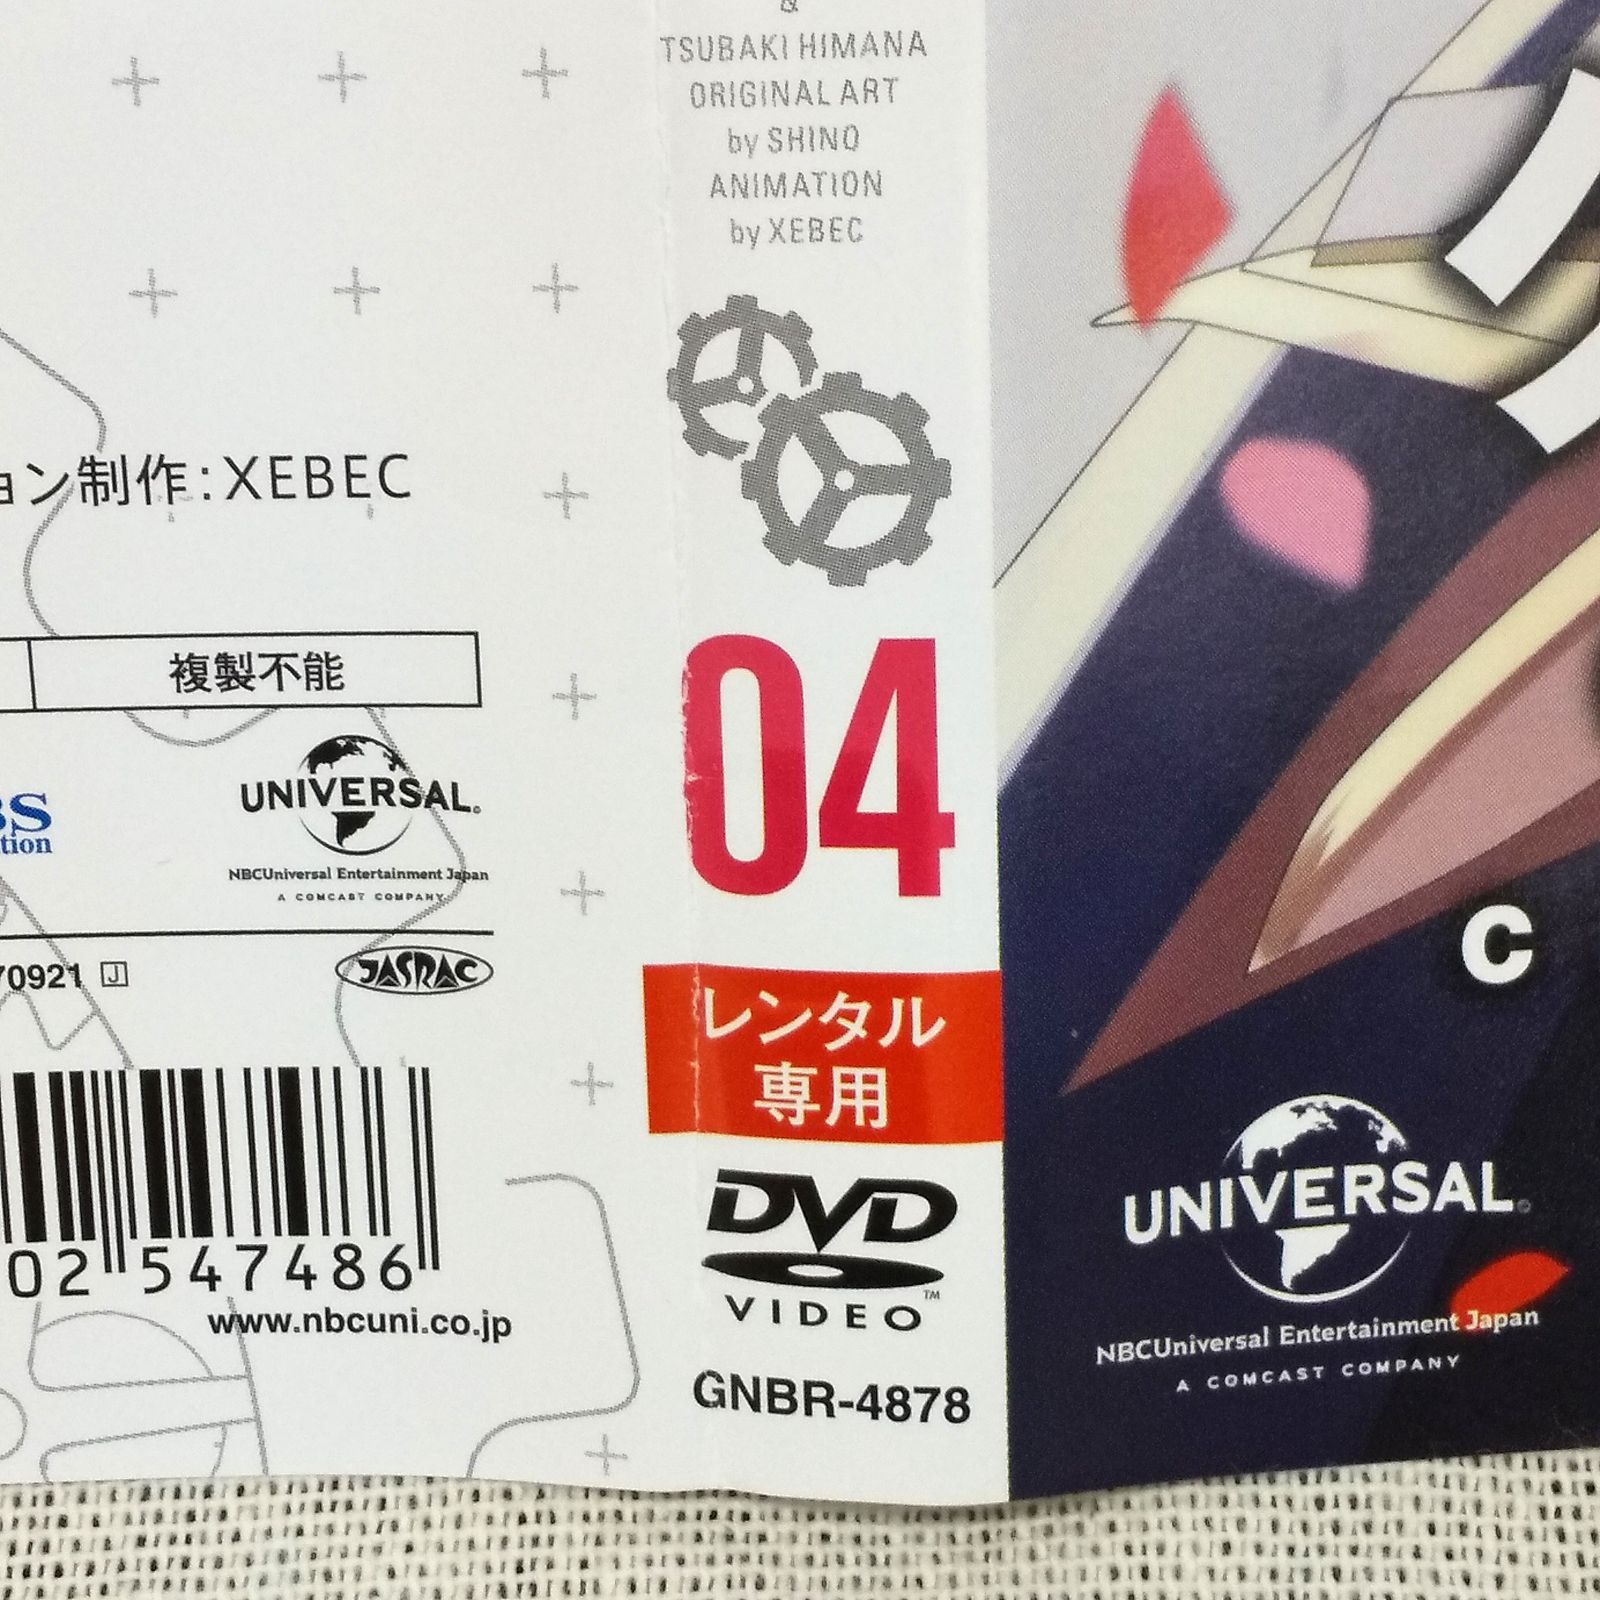 ョン制作:XEBEC
複製不能
UNIVERSAL
NBCUniversal Entertainment Japan
A COMCAST COMPANY
70921 J
JASRAC
02 547486
www.nbcuni.co.jp
&
TSUBAKI HIMANA
ORIGINAL ART
by SHINO
ANIMATION
by XEBEC
04
レンタル
専用
DVD
VIDEO™
GNBR-4878
C
UNIVERSAL
NBCUniversal Entertainment Japan
A COMCAST COMPANY